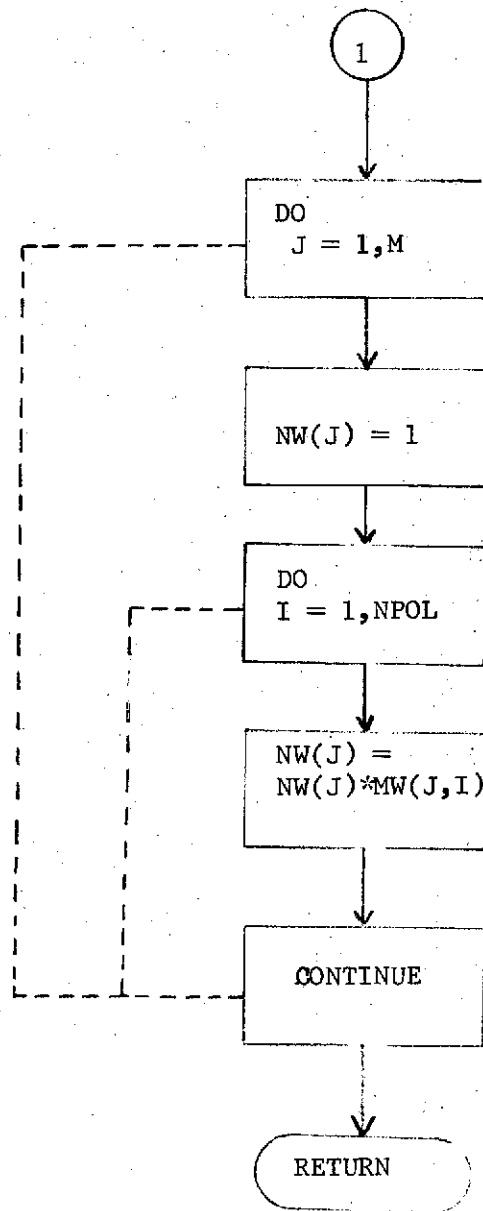 1
DO
J = 1,M
NW(J) = 1
DO
I = 1,NPOL
NW(J) =
NW(J)*MW(J,I)
CONTINUE
RETURN